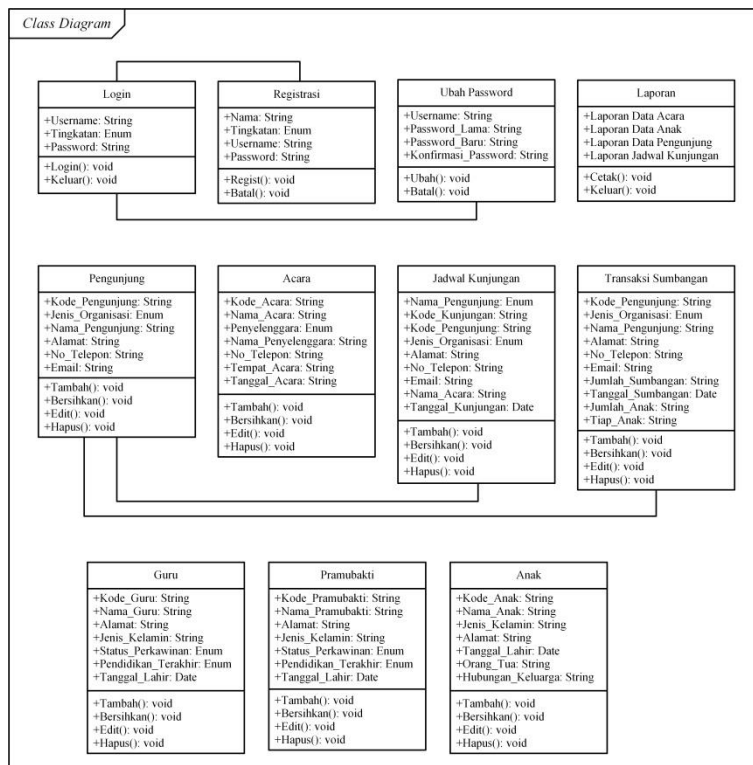 Class Diagram
Login
+Username: String
+Tingkatan: Enum
+Password: String
+Login(): void
+Keluar(): void
Registrasi
+Nama: String
+Tingkatan: Enum
+Username: String
+Password: String
+Regist(): void
+Batal(): void
Ubah Password
+Username: String
+Password_Lama: String
+Password_Baru: String
+Konfirmasi_Password: String
+Ubah(): void
+Batal(): void
Laporan
+Laporan Data Acara
+Laporan Data Anak
+Laporan Data Pengunjung
+Laporan Jadwal Kunjungan
+Cetak(): void
+Keluar(): void
Pengunjung
+Kode_Pengunjung: String
+Jenis_Organisasi: Enum
+Nama_Pengunjung: String
+Alamat: String
+No_Telepon: String
+Email: String
+Tambah(): void
+Bersihkan(): void
+Edit(): void
+Hapus(): void
Acara
+Kode_Acara: String
+Nama_Acara: String
+Penyelenggara: Enum
+Nama_Penyelenggara: String
+No_Telepon: String
+Tempat_Acara: String
+Tanggal_Acara: String
+Tambah(): void
+Bersihkan(): void
+Edit(): void
+Hapus(): void
Jadwal Kunjungan
+Nama_Pengunjung: Enum
+Kode_Kunjungan: String
+Kode_Pengunjung: String
+Jenis_Organisasi: Enum
+Alamat: String
+No_Telepon: String
+Email: String
+Nama_Acara: String
+Tanggal_Kunjungan: Date
+Tambah(): void
+Bersihkan(): void
+Edit(): void
+Hapus(): void
Transaksi Sumbangan
+Kode_Pengunjung: String
+Jenis_Organisasi: Enum
+Nama_Pengunjung: String
+Alamat: String
+No_Telepon: String
+Email: String
+Jumlah_Sumbangan: String
+Tanggal_Sumbangan: Date
+Jumlah_Anak: String
+Tiap_Anak: String
+Tambah(): void
+Bersihkan(): void
+Edit(): void
+Hapus(): void
Guru
+Kode_Guru: String
+Nama_Guru: String
+Alamat: String
+Jenis_Kelamin: String
+Status_Perkawinan: Enum
+Pendidikan_Terakhir: Enum
+Tanggal_Lahir: Date
+Tambah(): void
+Bersihkan(): void
+Edit(): void
+Hapus(): void
Pramubakti
+Kode_Pramubakti: String
+Nama_Pramubakti: String
+Alamat: String
+Jenis_Kelamin: String
+Status_Perkawinan: Enum
+Pendidikan_Terakhir: Enum
+Tanggal_Lahir: Date
+Tambah(): void
+Bersihkan(): void
+Edit(): void
+Hapus(): void
Anak
+Kode_Anak: String
+Nama_Anak: String
+Jenis_Kelamin: String
+Alamat: String
+Tanggal_Lahir: Date
+Orang_Tua: String
+Hubungan_Keluarga: String
+Tambah(): void
+Bersihkan(): void
+Edit(): void
+Hapus(): void